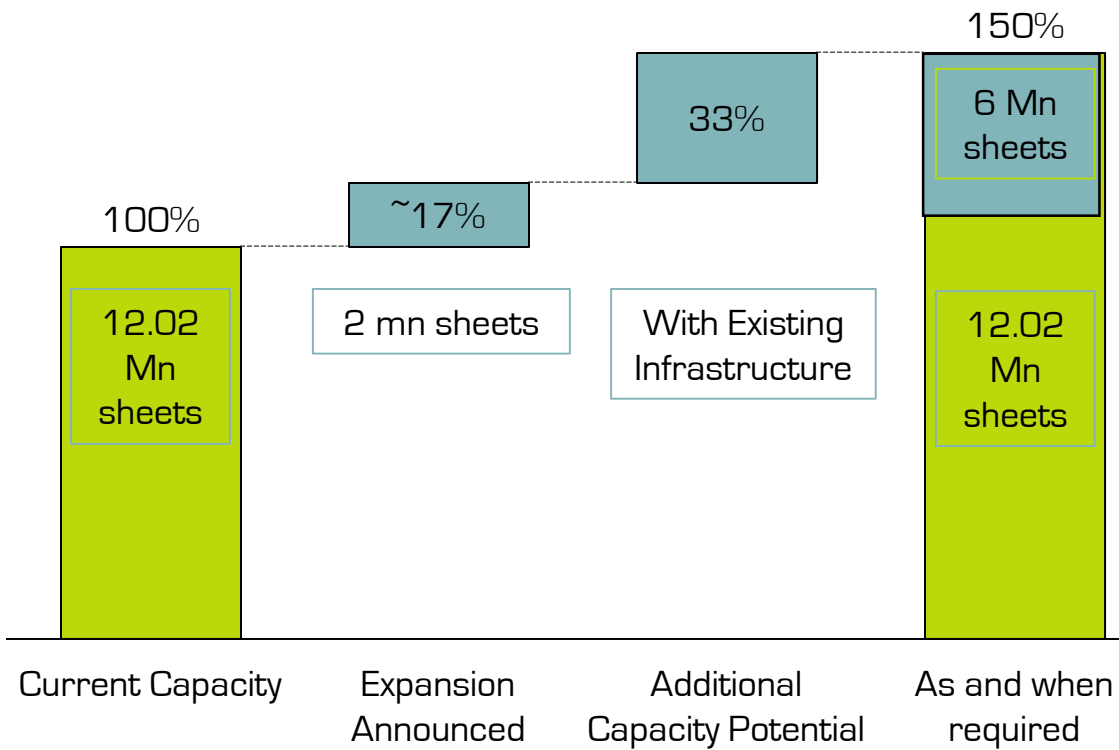 150%
6 Mn
sheets
33%
~17%
100%
12.02
Mn
sheets
2 mn sheets
With Existing
Infrastructure
12.02
Mn
sheets
Current Capacity
Expansion
Announced
Additional
Capacity Potential
As and when
required